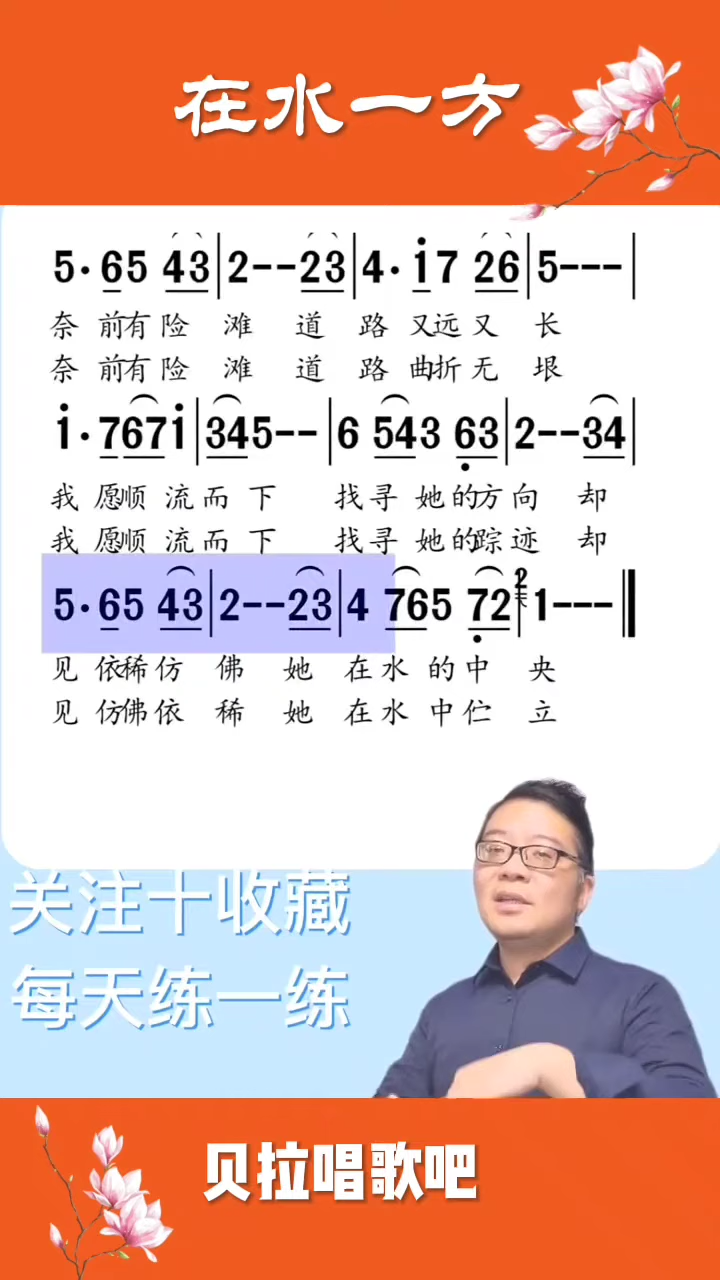 在水一方
5·65 43|2--23|4·i7 26|5---|
奈 前有险 滩 道 路 又远又 长
奈 前有险 滩 道 路 曲折无 垠
i·767i|345--|6 543 63|2--34|
我 愿顺 流而 下 找寻 她的方向 却
我 愿顺 流而 下 找寻 她的踪迹 却
5·65 43|2--23|4 765 72|2 1---‖
见 依稀仿 佛 她 在水 的中 央
见 仿佛依 稀 她 在水 中伫 立
关注十收藏
每天练一练
贝拉唱歌吧